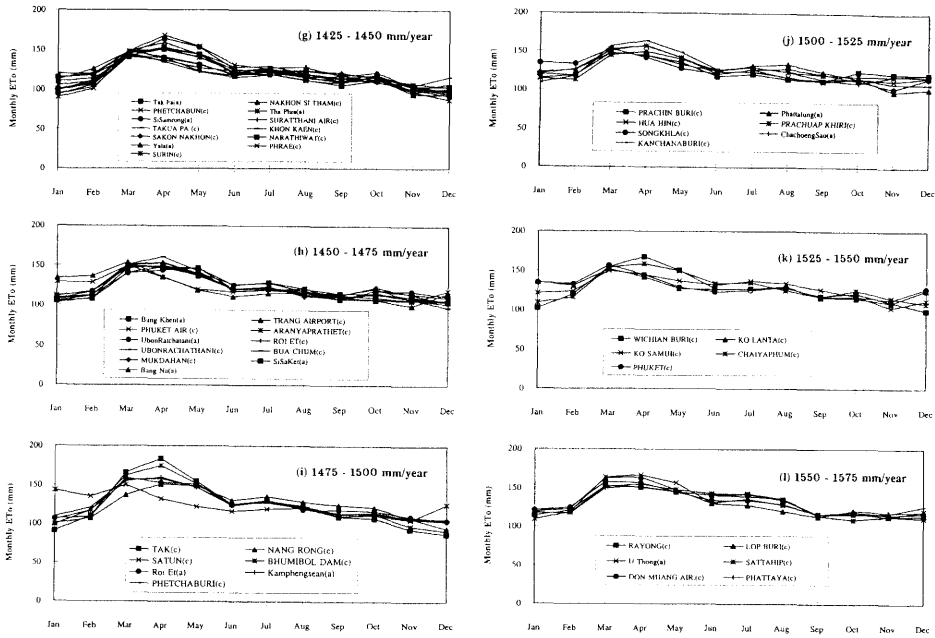 (g) 1425 - 1450 mm/year
Monthly ETo (mm)
200
150
100
50
0
Tak Fa(a) NAKHON SI THAM(c)
PHETCHABUN(c) Tha Phra(a)
SiSamrong(a) SURATTHANI AIR(c)
TAKUA PA(c) KHON KAEN(c)
SAKON NAKHON(c) NARATHIWAT(c)
Yala(a) PHRAE(c)
SURIN(c)
Jan Feb Mar Apr May Jun Jul Aug Sep Oct Nov Dec
(j) 1500 - 1525 mm/year
Monthly ETo (mm)
200
150
100
50
0
PRACHIN BURI(c) Phattalung(a)
HUA HIN(c) PRACHUAP KHIRI(c)
SONGKHLA(c) ChachoengSao(a)
KANCHANABURI(c)
Jan Feb Mar Apr May Jun Jul Aug Sep Oct Nov Dec
(h) 1450 - 1475 mm/year
Monthly ETo (mm)
200
150
100
50
0
Bang Khen(a) TRANG AIRPORT(c)
PHUKET AIR.(c) ARANYAPRATHET(c)
UbonRatchatani(a) ROI ET(c)
UBONRACHATHANI(c) BUA CHUM(c)
MUKDAHAN(c) SiSaKet(a)
Bang Na(a)
Jan Feb Mar Apr May Jun Jul Aug Sep Oct Nov Dec
(k) 1525 - 1550 mm/year
Monthly ETo (mm)
200
150
100
50
0
WICHIAN BURI(c) KO LANTA(c)
KO SAMUI(c) CHAIYAPHUM(c)
PHUKET(c)
Jan Feb Mar Apr May Jun Jul Aug Sep Oct Nov Dec
(i) 1475 - 1500 mm/year
Monthly ETo (mm)
200
150
100
50
0
TAK(c) NANG RONG(c)
SATUN(c) BHUMIBOL DAM(c)
Roi Et(a) Kamphengsean(a)
PHETCHABURI(c)
Jan Feb Mar Apr May Jun Jul Aug Sep Oct Nov Dec
(l) 1550 - 1575 mm/year
Monthly ETo (mm)
200
150
100
50
0
RAYONG(c) LOP BURI(c)
U Thong(a) SATTAHIP(c)
DON MUANG AIR.(c) PHATTAYA(c)
Jan Feb Mar Apr May Jun Jul Aug Sep Oct Nov Dec